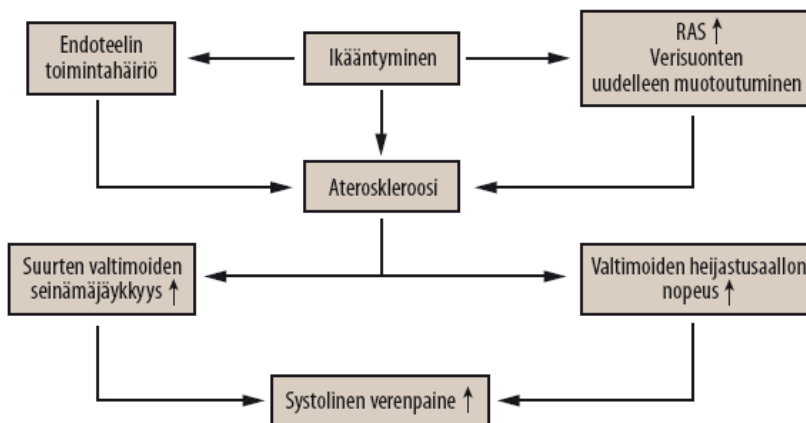 Endoteelin
toimintahäiriö
Ikääntyminen
RAS ↑
Verisuonten
uudelleen muotoutuminen
Ateroskleroosi
Suurten valtimoiden
seinämäjäykkyys ↑
Valtimoiden heijastusaallon
nopeus ↑
Systolinen verenpaine ↑